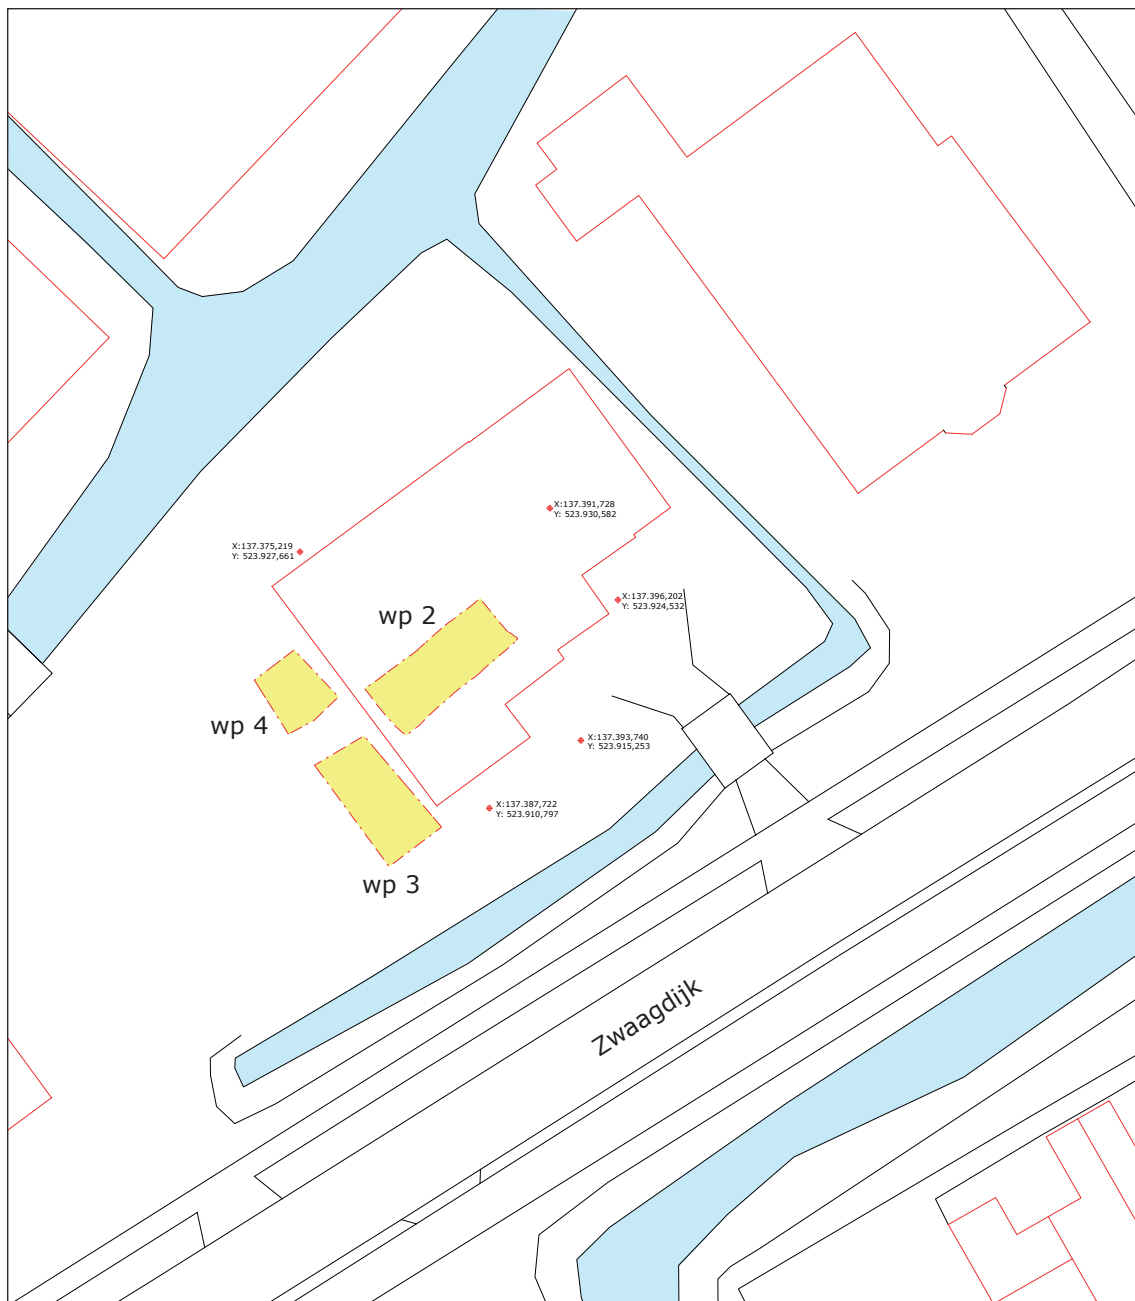 X:137.391,728
Y: 523.930,582
X:137.375,219
Y: 523.927,661
X:137.396,202
Y: 523.924,532
wp 2
wp 4
X:137.393,740
Y: 523.915,253
X:137.387,722
Y: 523.910,797
wp 3
Zwaagdijk